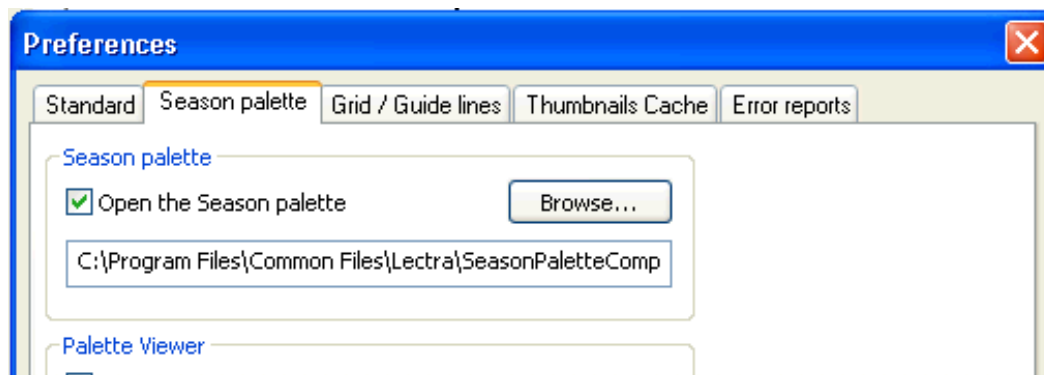 Preferences
Standard Season palette Grid / Guide lines Thumbnails Cache Error reports
Season palette
Open the Season palette Browse...
C:\Program Files\Common Files\Lectra\SeasonPaletteComp
Palette Viewer